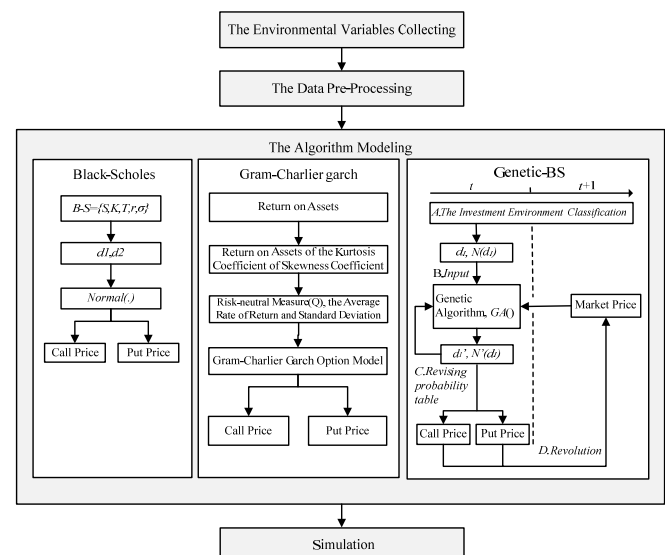 The Environmental Variables Collecting
The Data Pre-Processing
The Algorithm Modeling
Black-Scholes
B-S={S,K,T,r,σ}
d1,d2
Normal(.)
Call Price
Put Price
Gram-Charlier garch
Return on Assets
Return on Assets of the Kurtosis
Coefficient of Skewness Coefficient
Risk-neutral Measure(Q), the Average
Rate of Return and Standard Deviation
Gram-Charlier Garch Option Model
Call Price
Put Price
Genetic-BS
t
t+1
A.The Investment Environment Classification
d₁, N(d₁)
B.Input
Genetic
Algorithm, GA()
Market Price
d₁’, N’(d₁)
C.Revising
probability
table
Call Price
Put Price
D.Revolution
Simulation